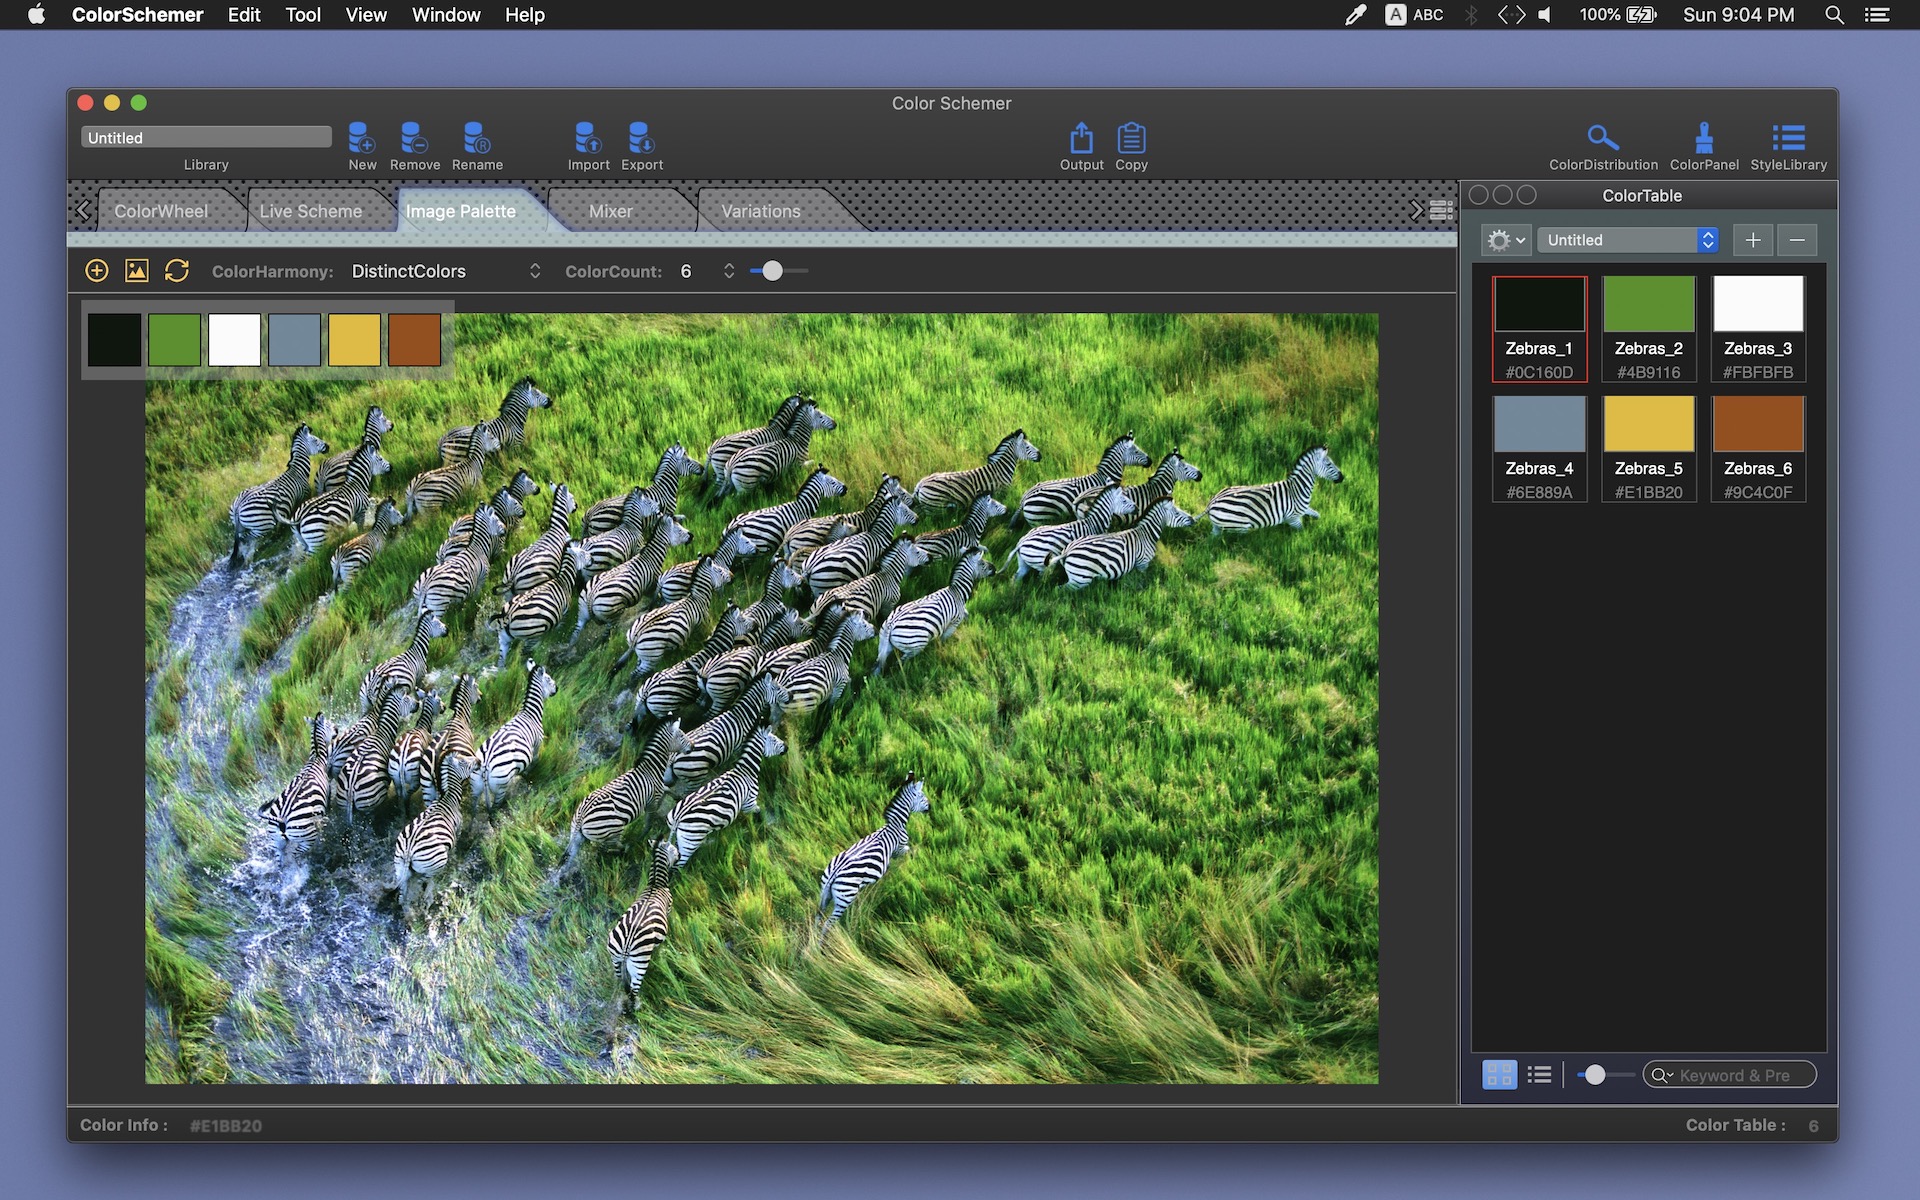 ColorSchemer Edit Tool View Window Help A ABC 100% Sun 9:04 PM
Color Schemer
Untitled
Library New Remove Rename Import Export Output Copy ColorDistribution ColorPanel StyleLibrary
ColorWheel Live Scheme Image Palette Mixer Variations
ColorHarmony: DistinctColors ColorCount: 6
ColorTable
Untitled
Zebras_1 Zebras_2 Zebras_3
#0C160D #4B9116 #FBFBFB
Zebras_4 Zebras_5 Zebras_6
#6E889A #E1BB20 #9C4C0F
Keyword & Pre
Color Info : #E1BB20 Color Table : 6